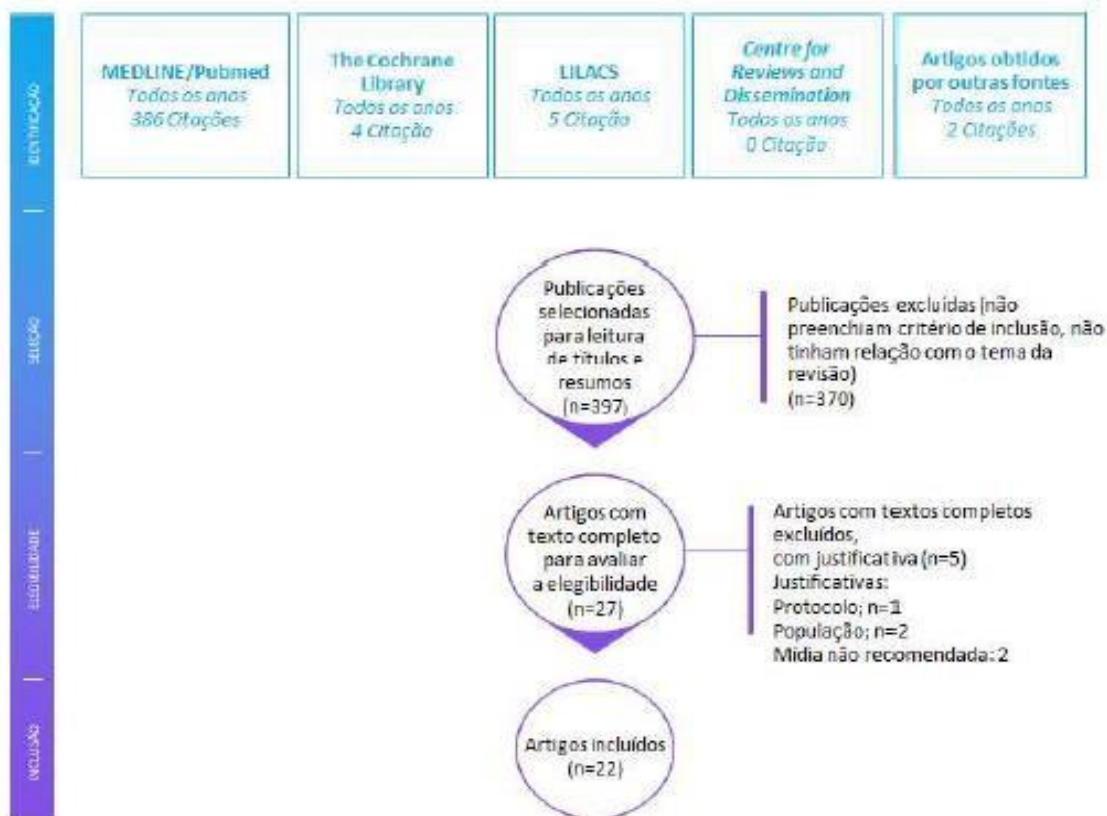 IDENTIFICAÇÃO
MEDLINE/Pubmed
Todos os anos
386 Citações
The Cochrane
Library
Todos os anos
4 Citação
LILACS
Todos os anos
5 Citação
Centre for
Reviews and
Dissemination
Todos os anos
0 Citação
Artigos obtidos
por outras fontes
Todos os anos
2 Citações
SELEÇÃO
Publicações
selecionadas
para leitura
de títulos e
resumos
(n=397)
Publicações excluídas (não
preenchiam critério de inclusão, não
tinham relação com o tema da
revisão)
(n=370)
ELEGIBILIDADE
Artigos com
texto completo
para avaliar
a elegibilidade
(n=27)
Artigos com textos completos
excluídos,
com justificativa (n=5)
Justificativas:
Protocolo; n=1
População; n=2
Mídia não recomendada: 2
INCLUSÃO
Artigos incluídos
(n=22)